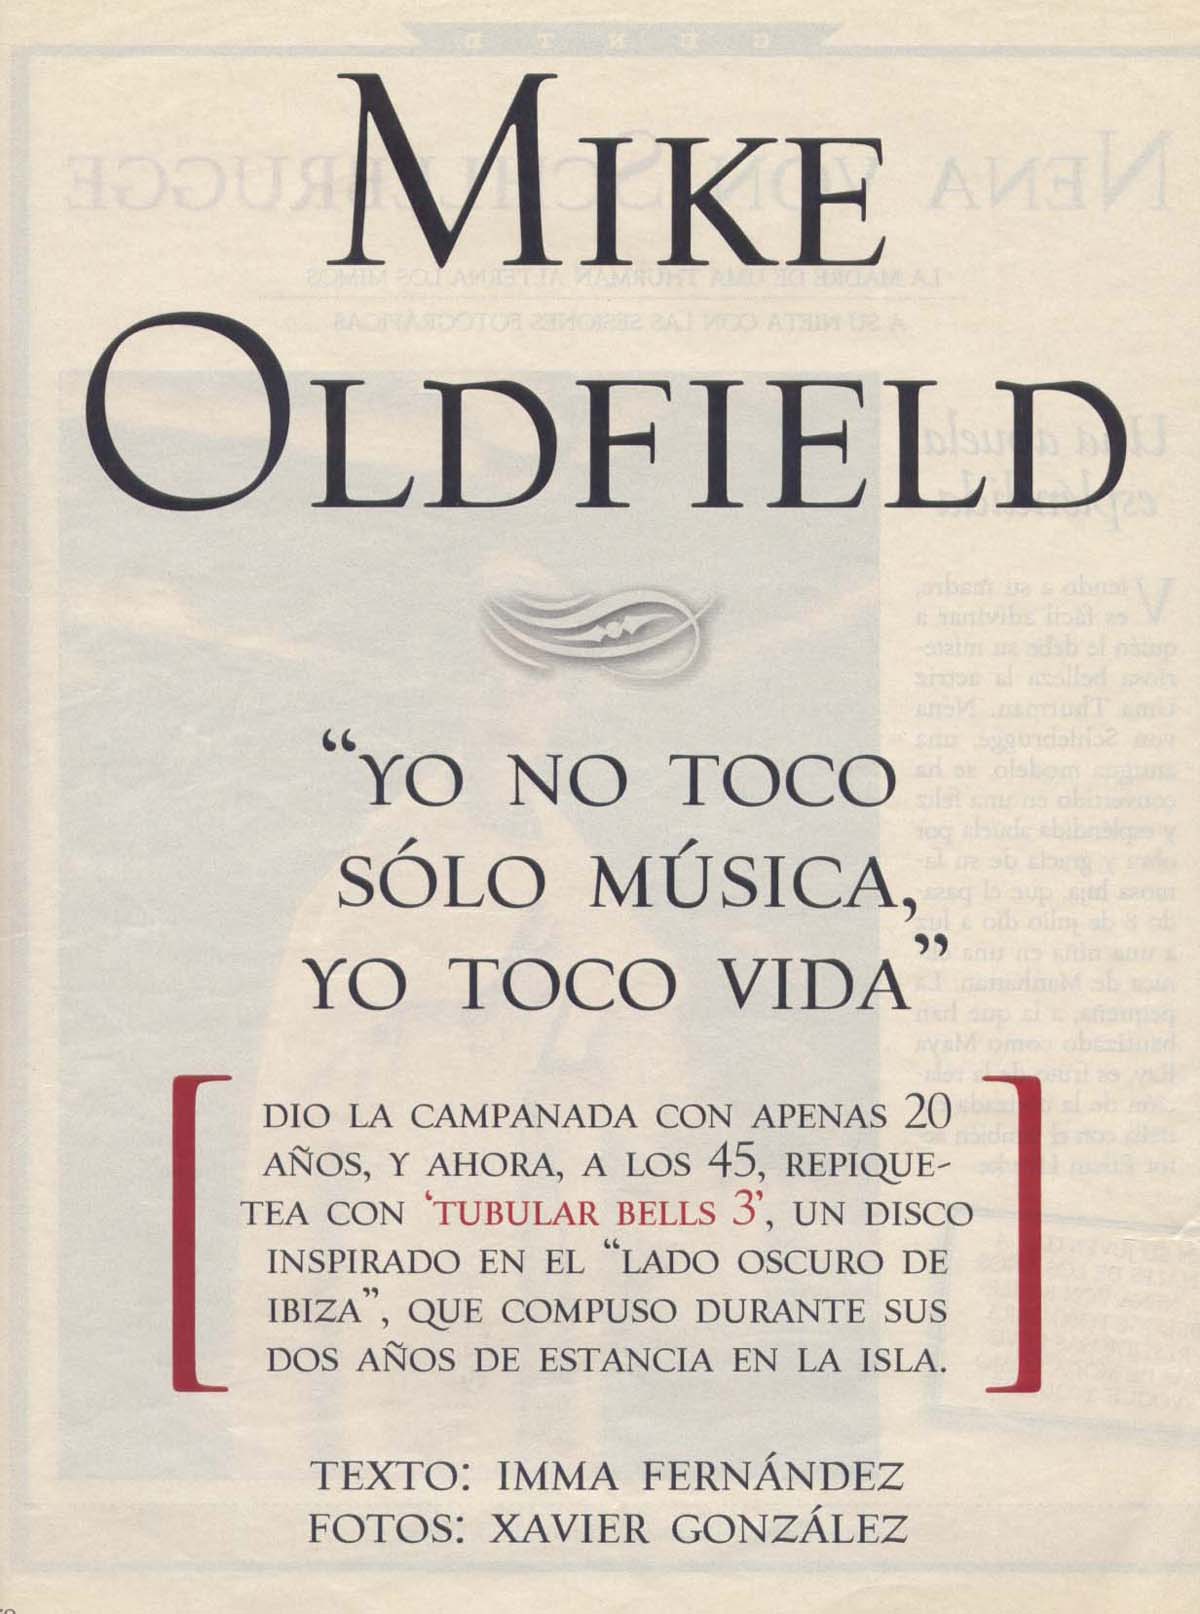 MIKE
OLDFIELD
“YO NO TOCO
SÓLO MÚSICA,
YO TOCO VIDA”
DIO LA CAMPANADA CON APENAS 20
AÑOS, Y AHORA, A LOS 45, REPIQUE-
TEA CON ‘TUBULAR BELLS 3’, UN DISCO
INSPIRADO EN EL “LADO OSCURO DE
IBIZA”, QUE COMPUSO DURANTE SUS
DOS AÑOS DE ESTANCIA EN LA ISLA.
TEXTO: IMMA FERNÁNDEZ
FOTOS: XAVIER GONZÁLEZ